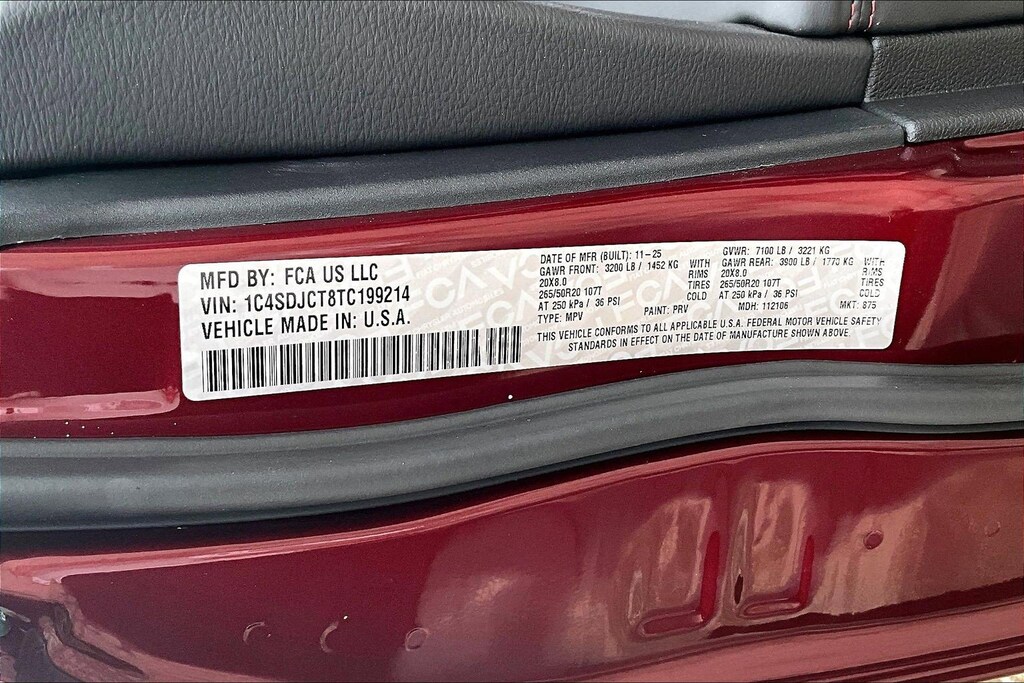 MFD BY: FCA US LLC
VIN: 1C4SDJCT8TC199214
VEHICLE MADE IN: U.S.A.
DATE OF MFR (BUILT): 11-25
GAWR FRONT: 3200 LB / 1452 KG WITH
20X8.0 RIMS
265/50R20 107T TIRES
AT 250 kPa / 36 PSI COLD
TYPE: MPV PAINT: PRV
GVWR: 7100 LB / 3221 KG
GAWR REAR: 3900 LB / 1770 KG WITH
20X8.0 RIMS
265/50R20 107T TIRES
AT 250 kPa / 36 PSI COLD
MDH: 112106 MKT: 875
THIS VEHICLE CONFORMS TO ALL APPLICABLE U.S.A. FEDERAL MOTOR VEHICLE SAFETY
STANDARDS IN EFFECT ON THE DATE OF MANUFACTURE SHOWN ABOVE.